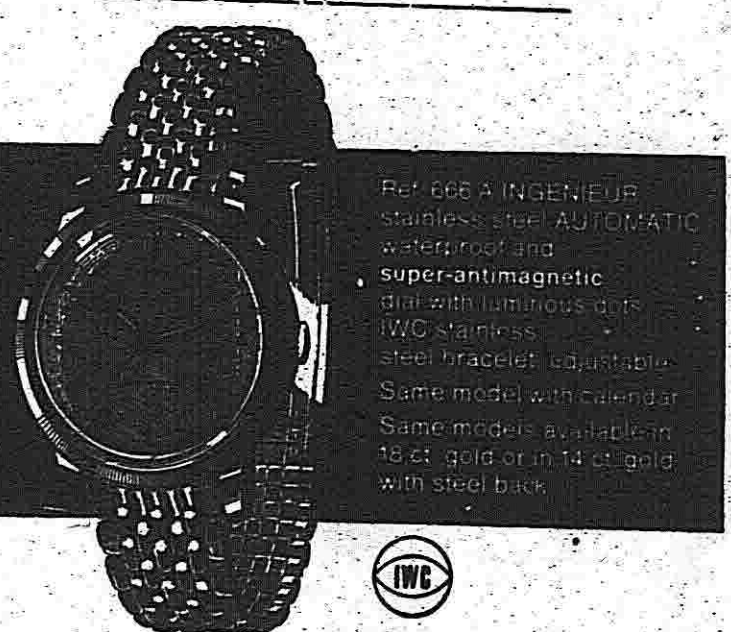 Ref. 666 A INGENIEUR
stainless steel AUTOMATIC
waterproof and
super-antimagnetic
dial with luminous dots
IWC stainless
steel bracelet, adjustable
Same model with calendar
Same models available in
18 ct. gold or in 14 ct. gold
with steel back
IWC